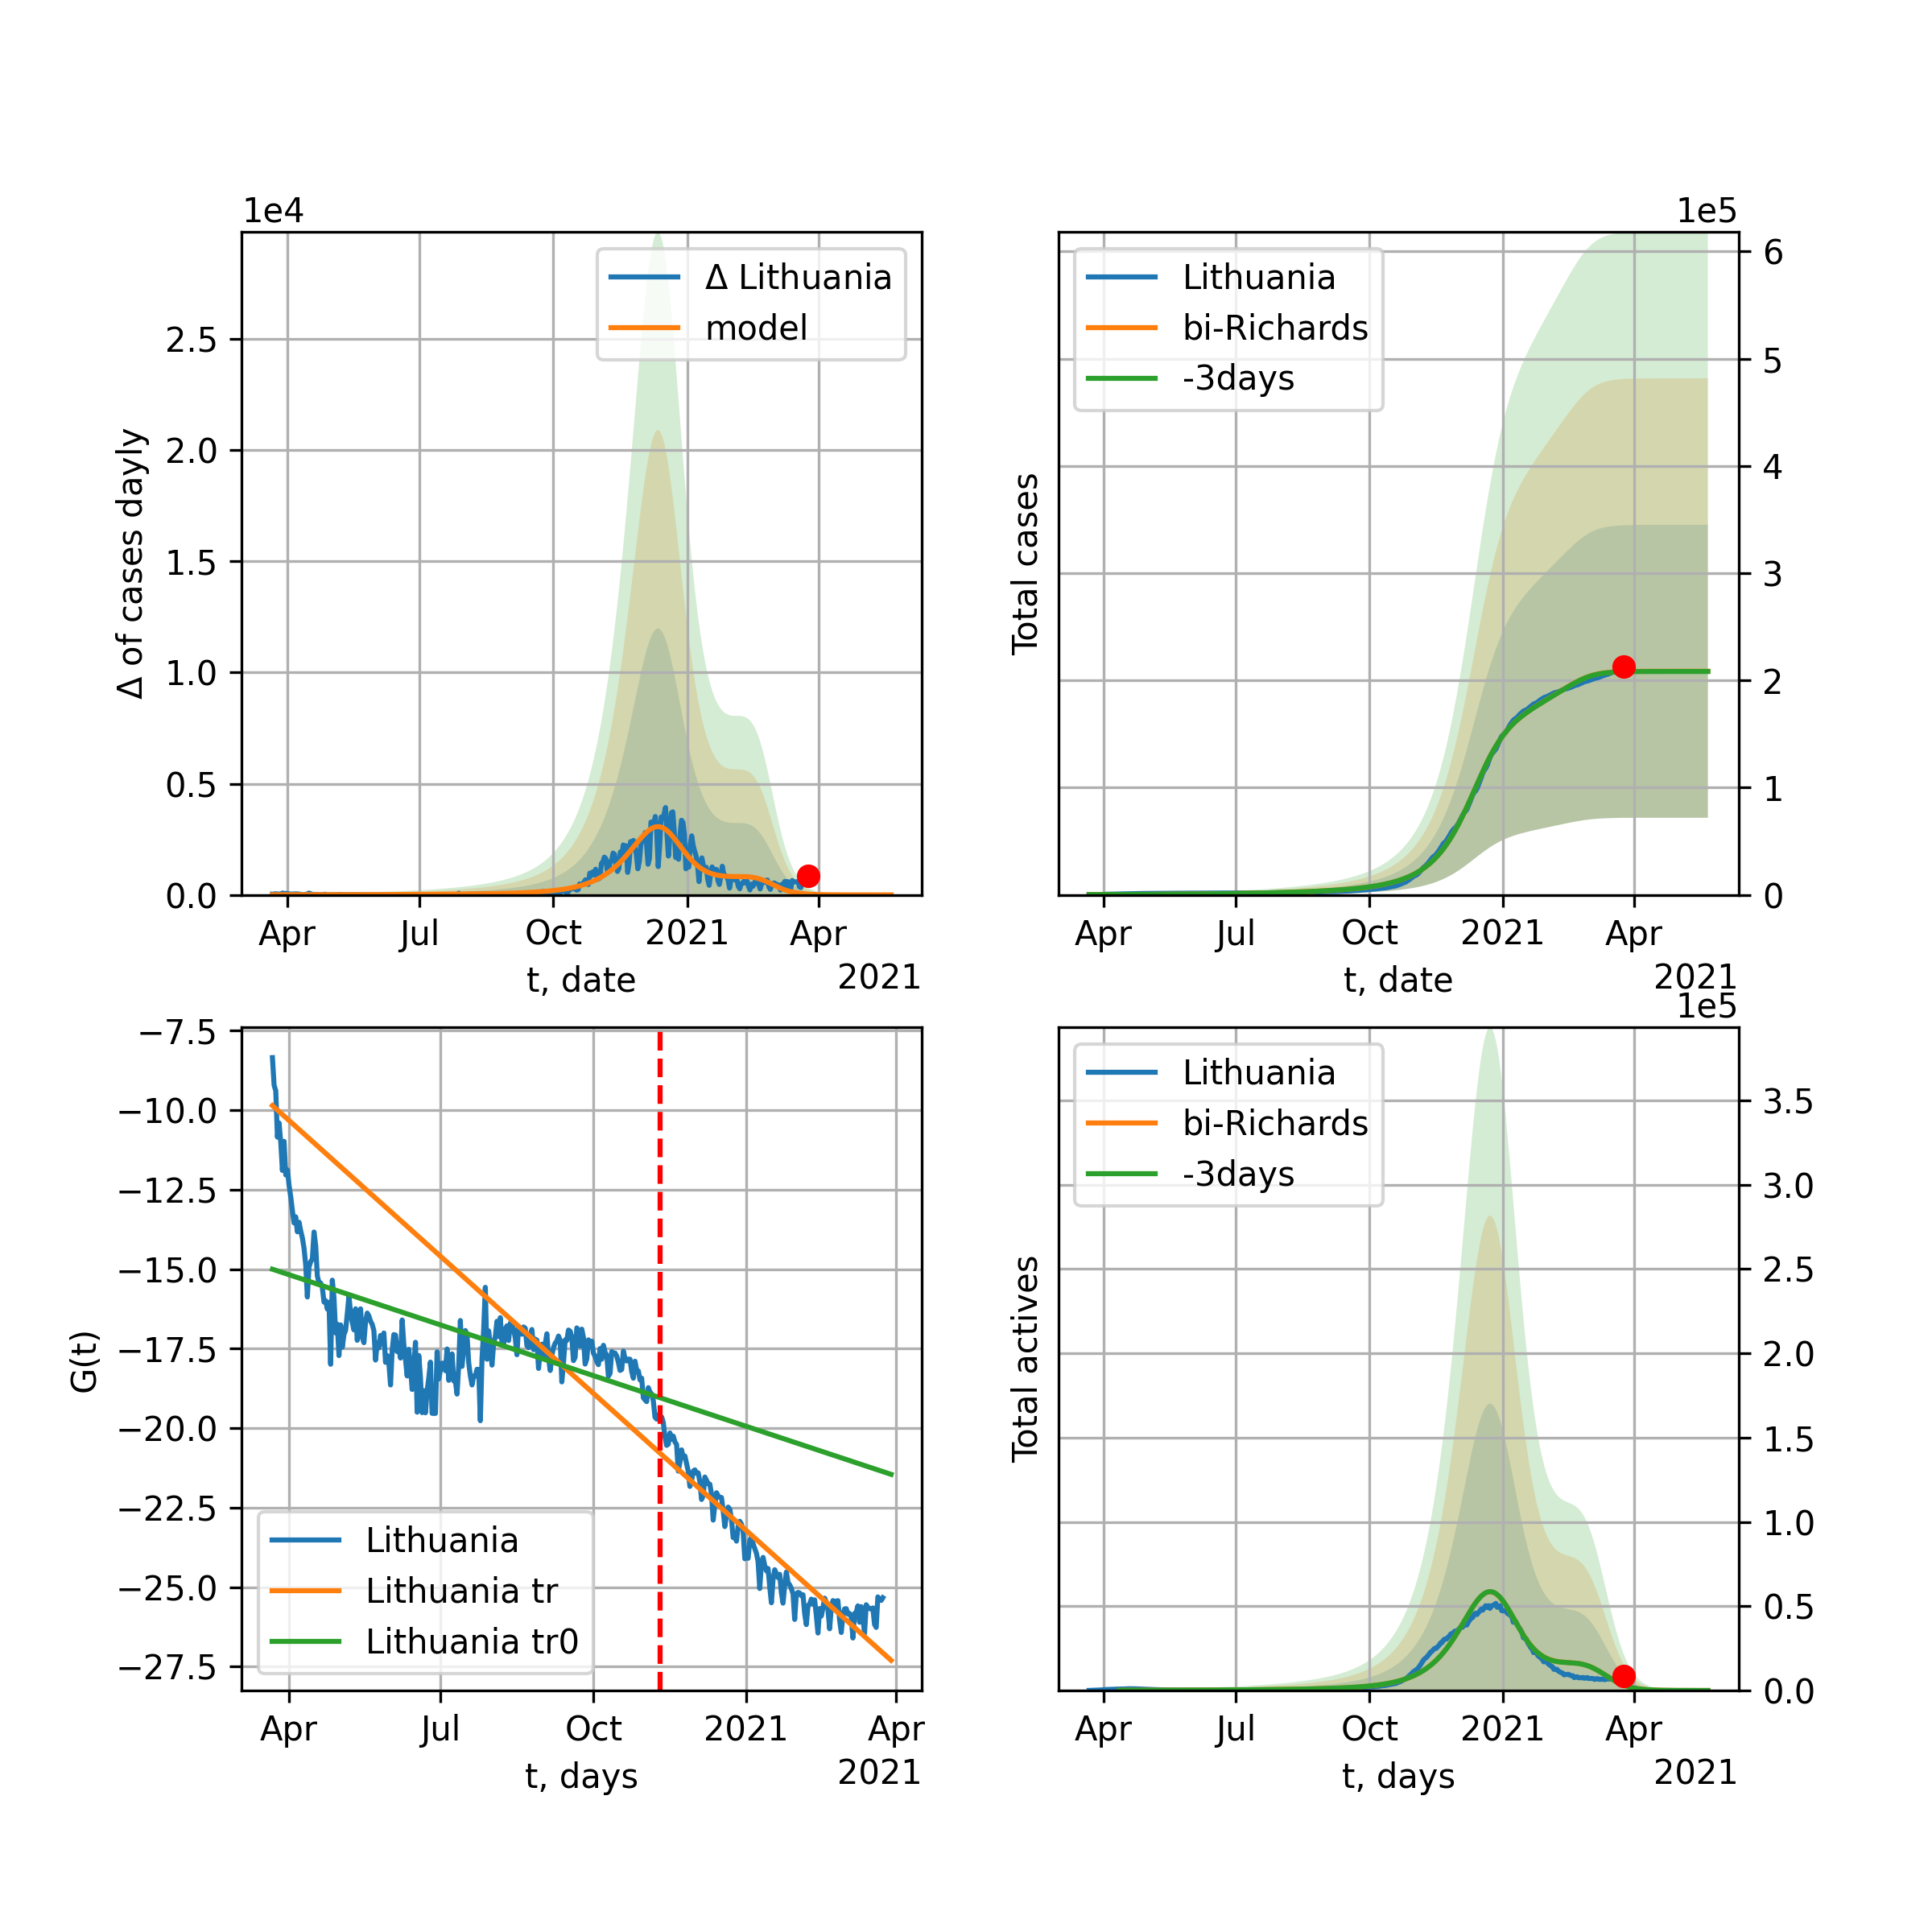 1e4
Δ Lithuania
model
2.5
2.0
1.5
1.0
0.5
0.0
Δ of cases dayly
Apr
Jul
Oct
2021
Apr
t, date
2021
1e5
Lithuania
bi-Richards
-3days
6
5
4
3
2
1
0
Total cases
Apr
Jul
Oct
2021
Apr
t, date
2021
−7.5
−10.0
−12.5
−15.0
−17.5
−20.0
−22.5
−25.0
−27.5
G(t)
Lithuania
Lithuania tr
Lithuania tr0
Apr
Jul
Oct
2021
Apr
t, days
2021
1e5
Lithuania
bi-Richards
-3days
3.5
3.0
2.5
2.0
1.5
1.0
0.5
0.0
Total actives
Apr
Jul
Oct
2021
Apr
t, days
2021